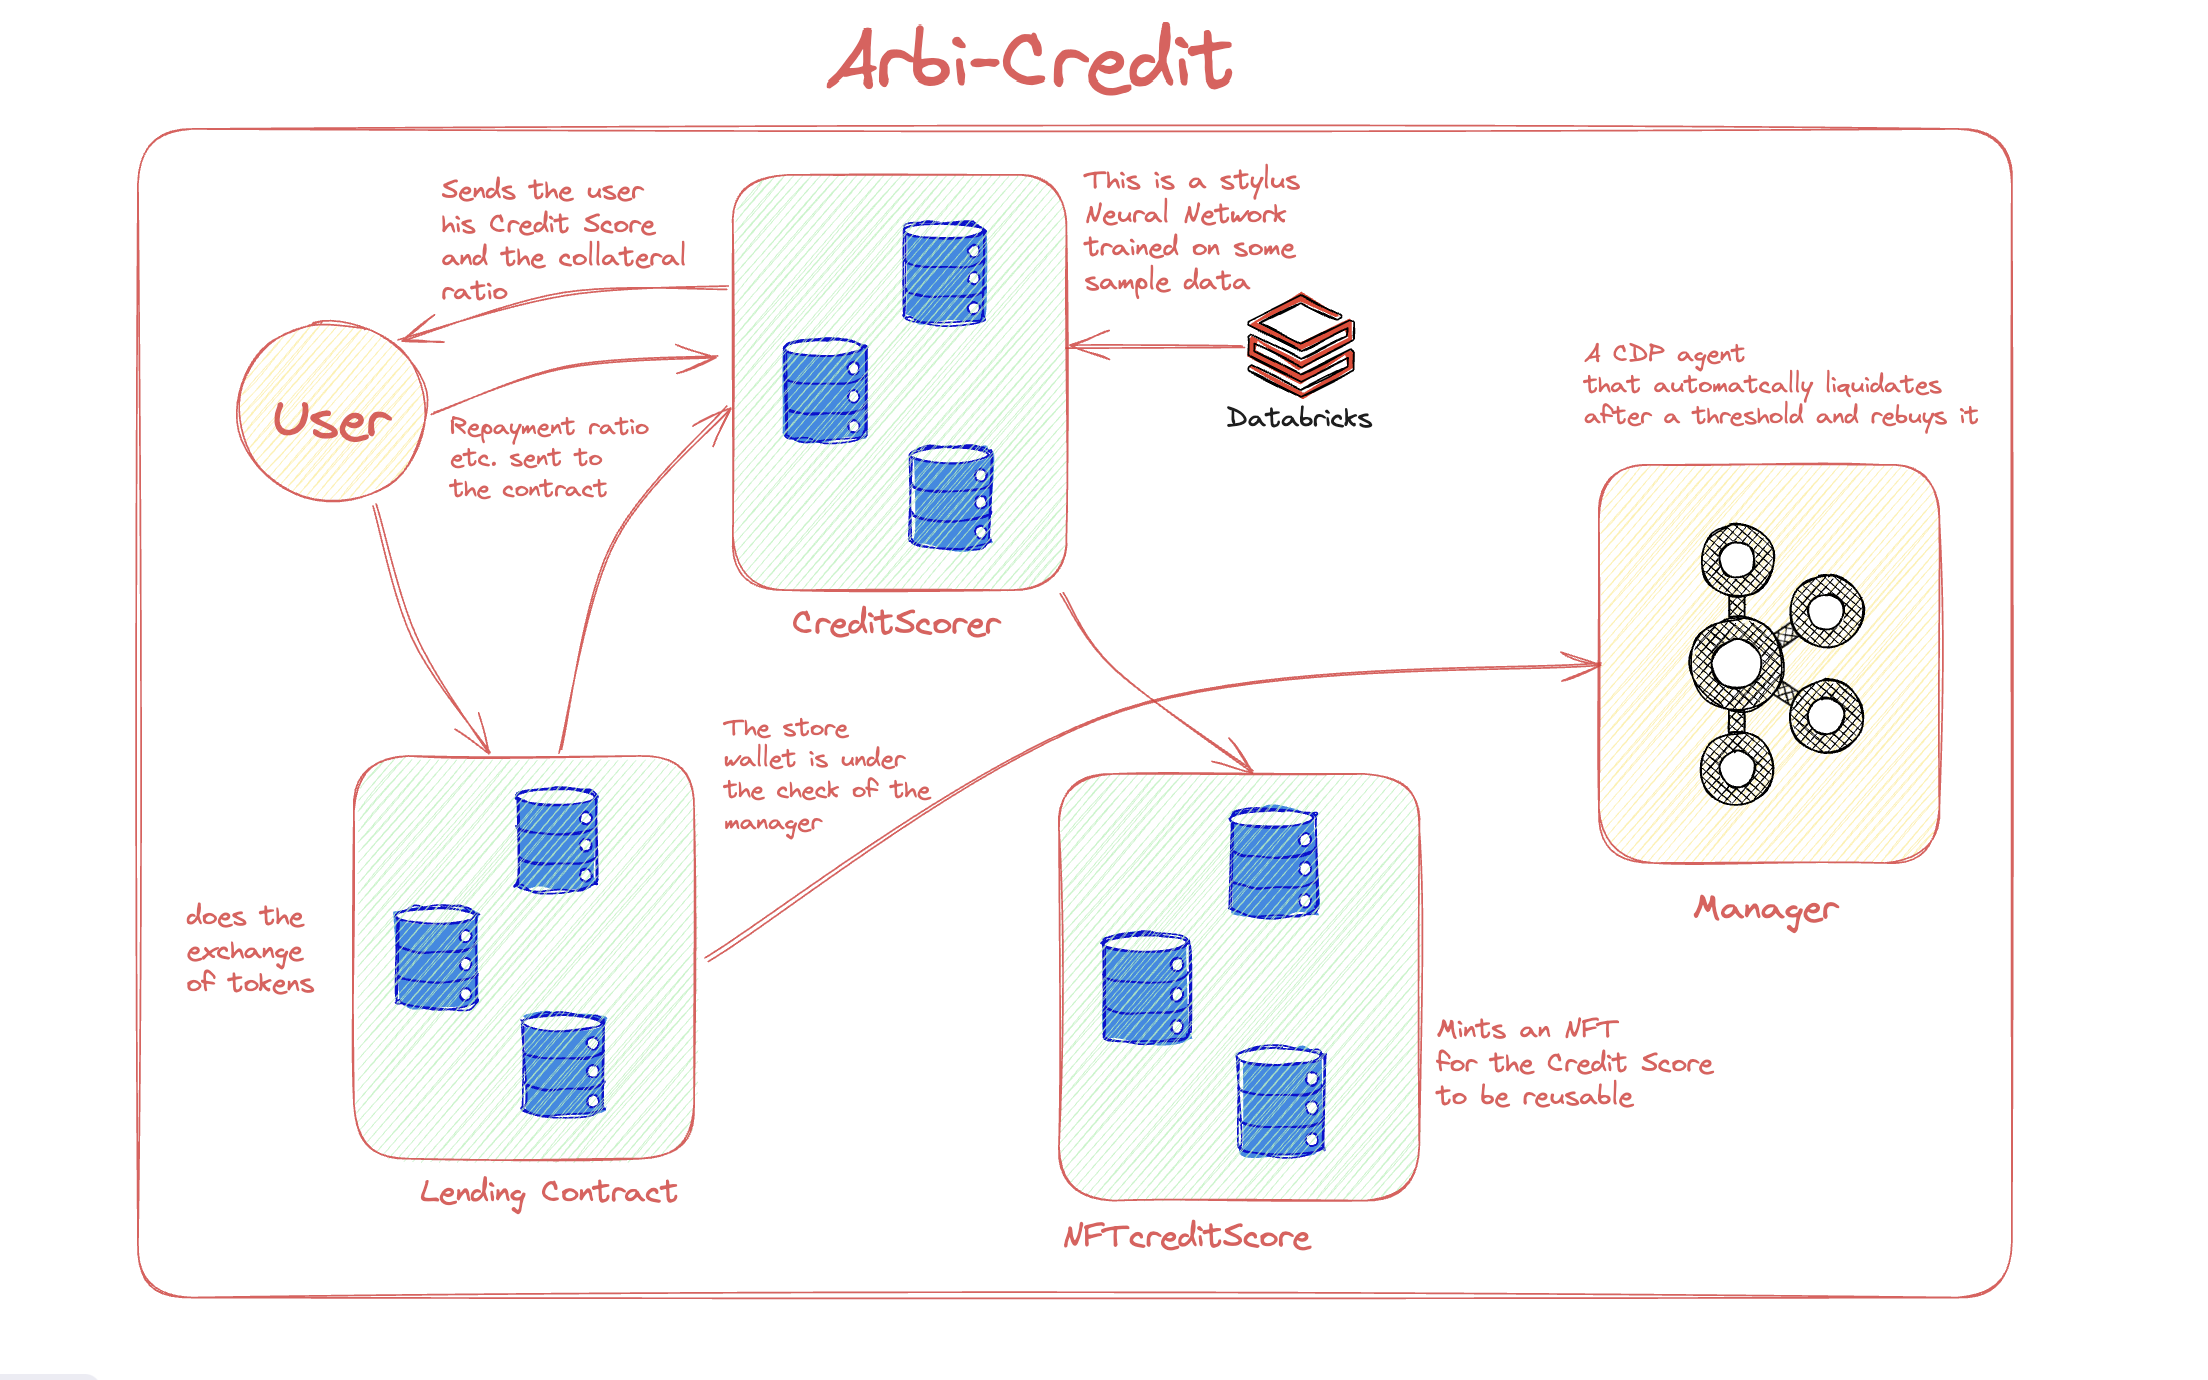 Arbi-Credit
Sends the user
his Credit Score
and the collateral
ratio
This is a stylus
Neural Network
trained on some
sample data
Databricks
A CDP agent
that automatcally liquidates
after a threshold and rebuys it
User
Repayment ratio
etc. sent to
the contract
CreditScorer
The store
wallet is under
the check of the
manager
Manager
does the
exchange
of tokens
Mints an NFT
for the Credit Score
to be reusable
Lending Contract
NFTcreditScore